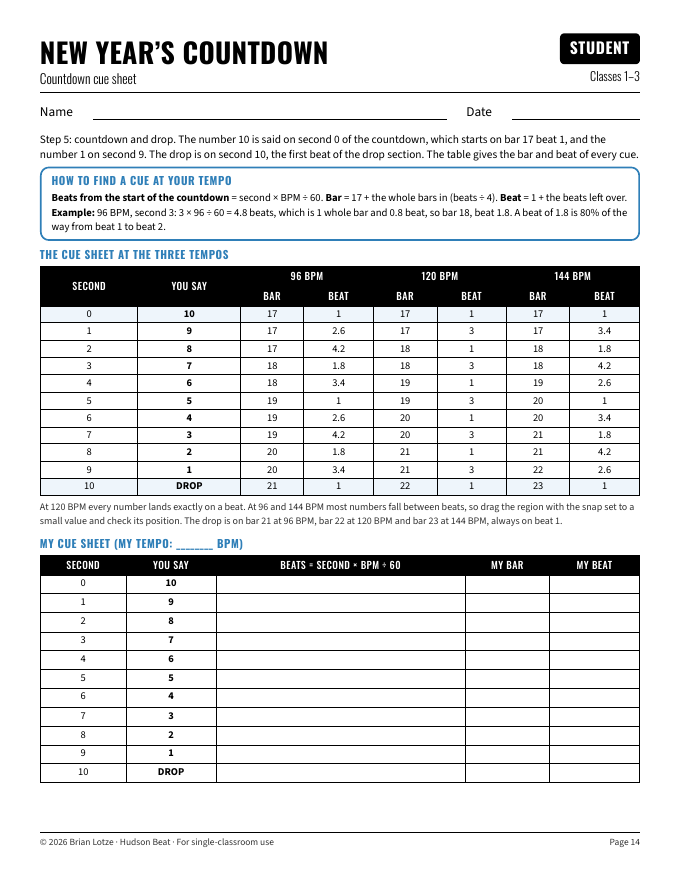 NEW YEAR’S COUNTDOWN
STUDENT
Countdown cue sheet
Classes 1–3
Name
Date
Step 5: countdown and drop. The number 10 is said on second 0 of the countdown, which starts on bar 17 beat 1, and the
number 1 on second 9. The drop is on second 10, the first beat of the drop section. The table gives the bar and beat of every cue.
HOW TO FIND A CUE AT YOUR TEMPO
Beats from the start of the countdown = second × BPM ÷ 60. Bar = 17 + the whole bars in (beats ÷ 4). Beat = 1 + the beats left over.
Example: 96 BPM, second 3: 3 × 96 ÷ 60 = 4.8 beats, which is 1 whole bar and 0.8 beat, so bar 18, beat 1.8. A beat of 1.8 is 80% of the
way from beat 1 to beat 2.
THE CUE SHEET AT THE THREE TEMPOS
SECOND YOU SAY 96 BPM 120 BPM 144 BPM
BAR BEAT BAR BEAT BAR BEAT
0 10 17 1 17 1 17 1
1 9 17 2.6 17 3 17 3.4
2 8 17 4.2 18 1 18 1.8
3 7 18 1.8 18 3 18 4.2
4 6 18 3.4 19 1 19 2.6
5 5 19 1 19 3 20 1
6 4 19 2.6 20 1 20 3.4
7 3 19 4.2 20 3 21 1.8
8 2 20 1.8 21 1 21 4.2
9 1 20 3.4 21 3 22 2.6
10 DROP 21 1 22 1 23 1
At 120 BPM every number lands exactly on a beat. At 96 and 144 BPM most numbers fall between beats, so drag the region with the snap set to a
small value and check its position. The drop is on bar 21 at 96 BPM, bar 22 at 120 BPM and bar 23 at 144 BPM, always on beat 1.
MY CUE SHEET (MY TEMPO: ________ BPM)
SECOND YOU SAY BEATS = SECOND × BPM ÷ 60 MY BAR MY BEAT
0 10
1 9
2 8
3 7
4 6
5 5
6 4
7 3
8 2
9 1
10 DROP
© 2026 Brian Lotze · Hudson Beat · For single-classroom use
Page 14